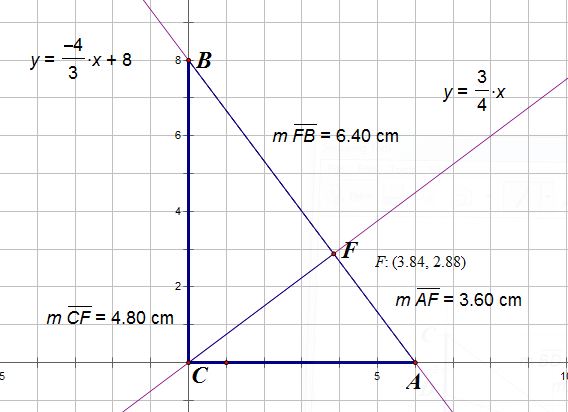 y = -4/3 · x + 8
8
B
y = 3/4 · x
6
m FB = 6.40 cm
4
F
F: (3.84, 2.88)
2
m AF = 3.60 cm
m CF = 4.80 cm
5
C
5
A
10